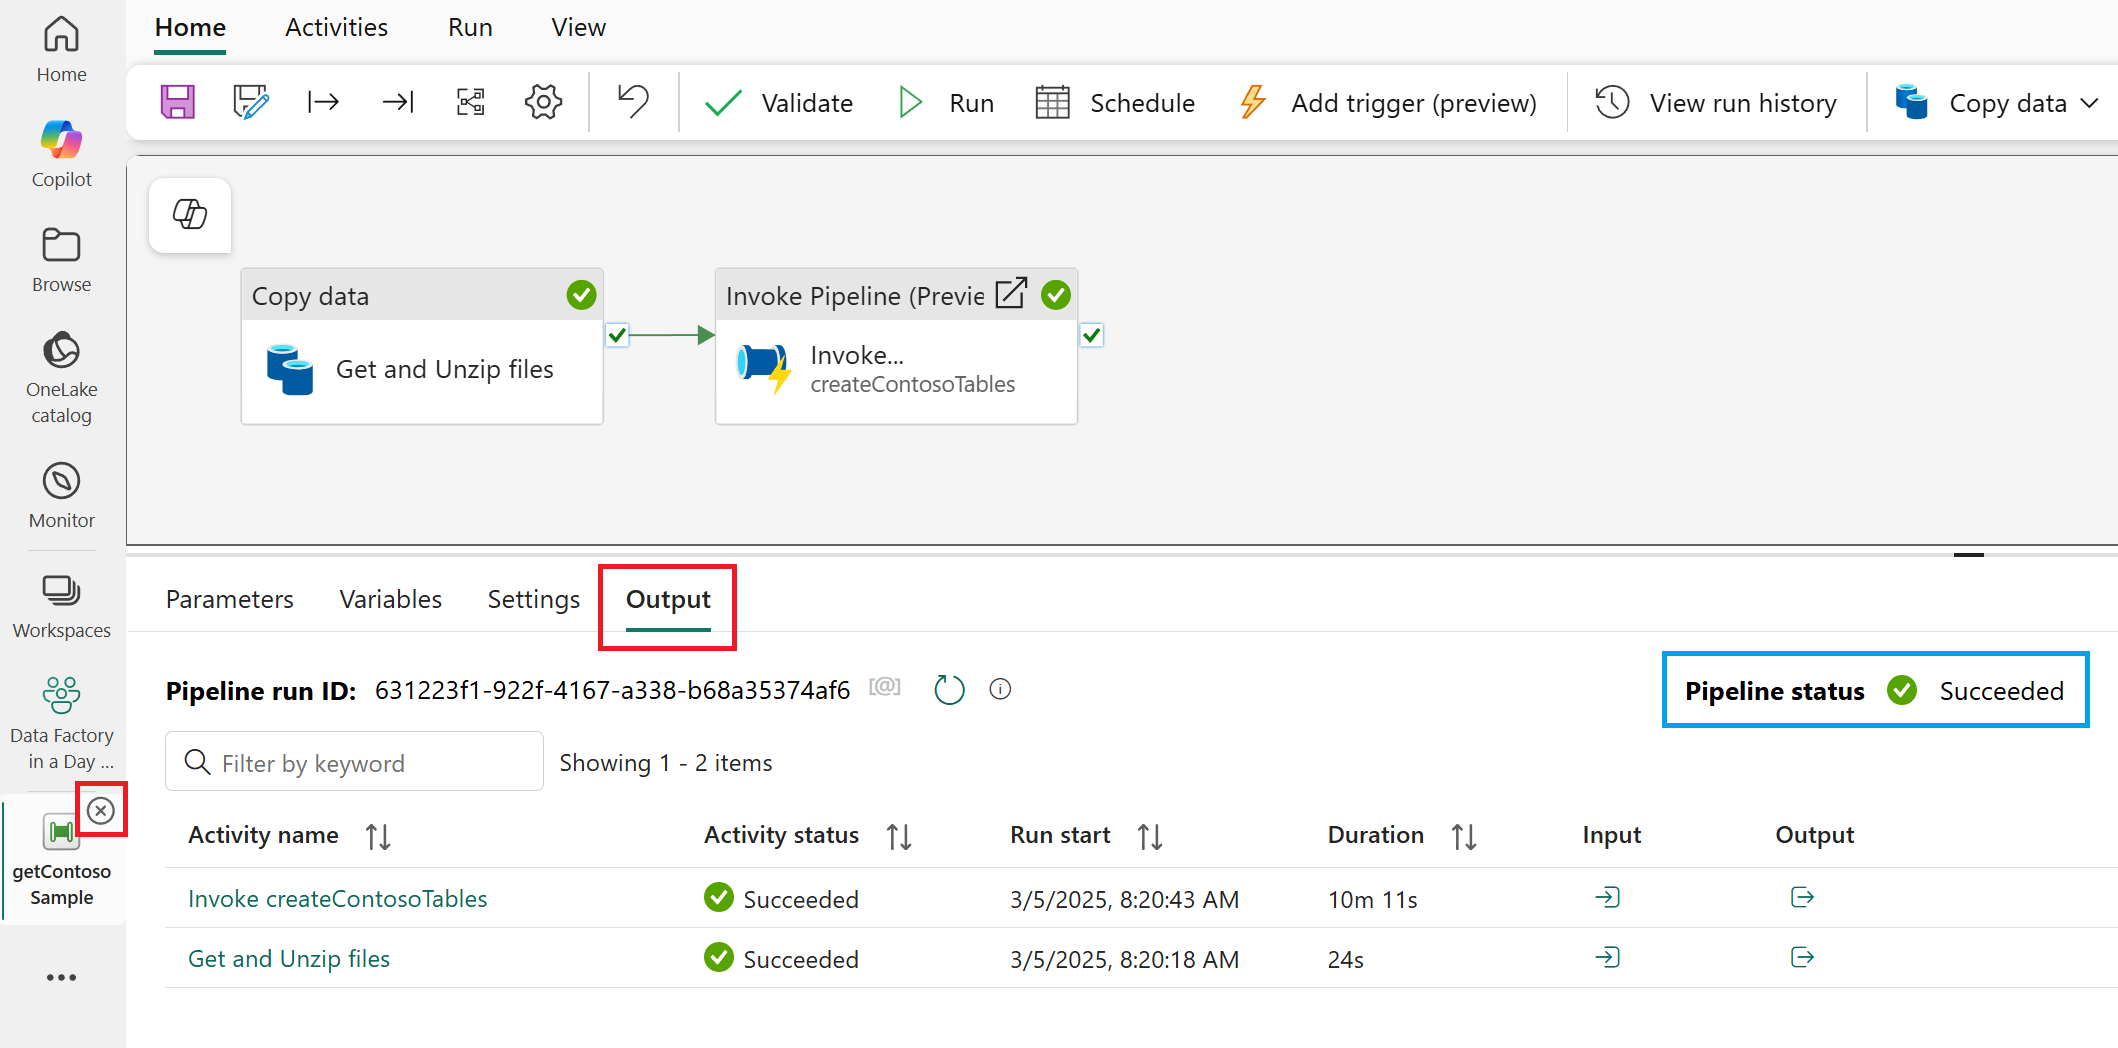 Home
Activities
Run
View
Validate
Run
Schedule
Add trigger (preview)
View run history
Copy data
Home
Copilot
Browse
OneLake
catalog
Monitor
Workspaces
Data Factory
in a Day ...
getContoso
Sample
Copy data
Get and Unzip files
Invoke Pipeline (Previe
Invoke...
createContosoTables
Parameters
Variables
Settings
Output
Pipeline run ID: 631223f1-922f-4167-a338-b68a35374af6 [@]
Pipeline status Succeeded
Filter by keyword
Showing 1 - 2 items
Activity name Activity status Run start Duration Input Output
Invoke createContosoTables Succeeded 3/5/2025, 8:20:43 AM 10m 11s
Get and Unzip files Succeeded 3/5/2025, 8:20:18 AM 24s